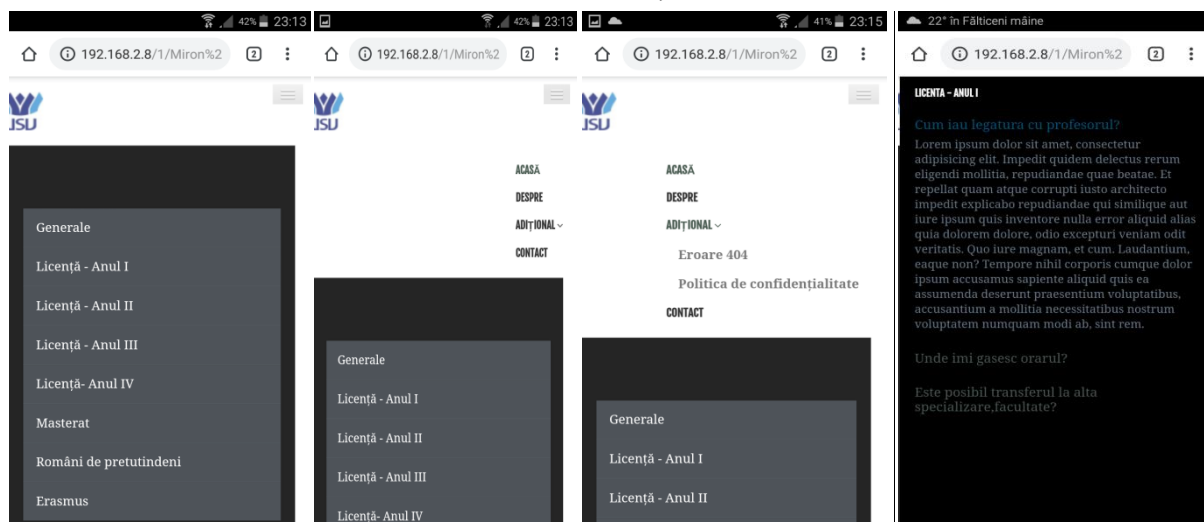 42% 23:13
192.168.2.8/1/Miron%2 2
USU
Generale
Licență - Anul I
Licență - Anul II
Licență - Anul III
Licență- Anul IV
Masterat
Români de pretutindeni
Erasmus
42% 23:13
192.168.2.8/1/Miron%2 2
USU
ACASĂ
DESPRE
ADIȚIONAL
CONTACT
Generale
Licență - Anul I
Licență - Anul II
Licență - Anul III
Licență- Anul IV
41% 23:15
192.168.2.8/1/Miron%2 2
USU
ACASĂ
DESPRE
ADIȚIONAL
Eroare 404
Politica de confidențialitate
CONTACT
Generale
Licență - Anul I
Licență - Anul II
22° în Fălticeni mâine
192.168.2.8/1/Miron%2 2
LICENTA – ANUL I
Cum iau legatura cu profesorul?
Lorem ipsum dolor sit amet, consectetur
adipisicing elit. Impedit quidem delectus rerum
eligendi mollitia, repudiandae quae beatae. Et
repellat quam atque corrupti iusto architecto
impedit explicabo repudiandae qui similique aut
iure ipsum quis inventore nulla error aliquid alias
quia dolorem dolore, odio excepturi veniam odit
veritatis. Quo iure magnam, et cum. Laudantium,
eaque non? Tempore nihil corporis cumque dolor
ipsum accusamus sapiente aliquid quis ea
assumenda deserunt praesentium voluptatibus,
accusantium a mollitia necessitatibus nostrum
voluptatem numquam modi ab, sint rem.
Unde imi gasesc orarul?
Este posibil transferul la alta
specializare,facultate?